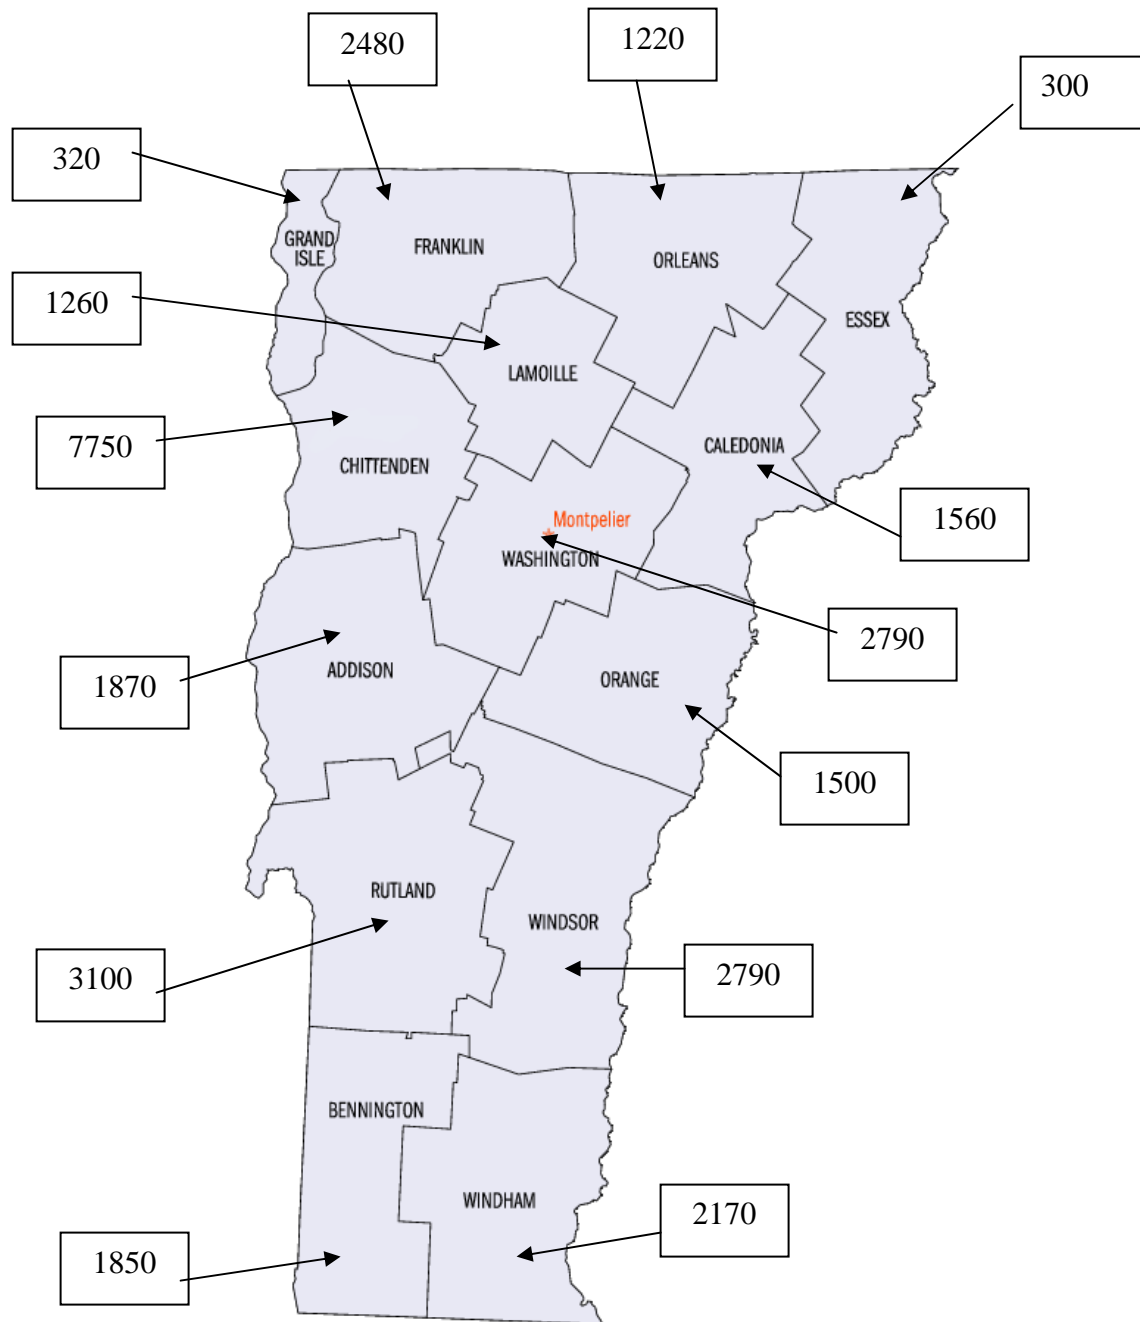 2480
1220
300
320
GRAND
ISLE
FRANKLIN
ORLEANS
1260
ESSEX
LAMOILLE
7750
CHITTENDEN
CALEDONIA
1560
Montpelier
WASHINGTON
2790
1870
ADDISON
ORANGE
1500
RUTLAND
WINDSOR
3100
2790
BENNINGTON
WINDHAM
2170
1850